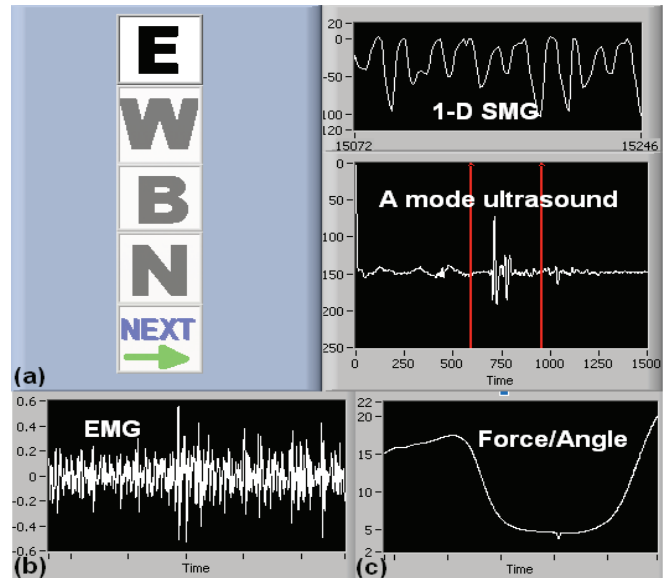 E
W
B
N
NEXT
(a)
20
0
-50
100
120
1-D SMG
15072
15246
0
50
100
150
200
250
A mode ultrasound
0
250
500
750
1000
1250
1500
Time
0.6
0.4
0.2
0
-0.2
-0.4
-0.6
EMG
(b)
Time
22
20
15
10
5
2
Force/Angle
(c)
Time